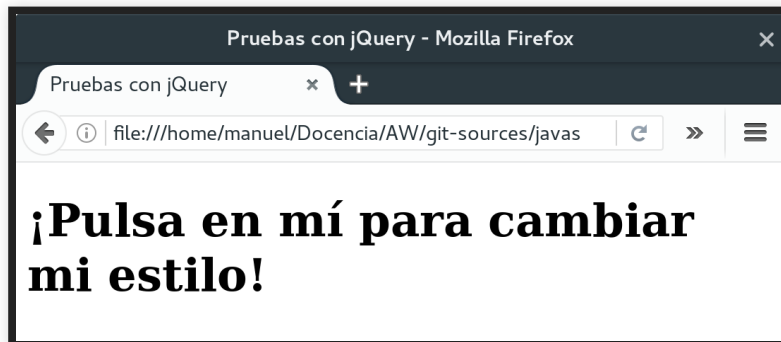 Pruebas con jQuery - Mozilla Firefox
Pruebas con jQuery
file:///home/manuel/Docencia/AW/git-sources/javas
¡Pulsa en mí para cambiar
mi estilo!